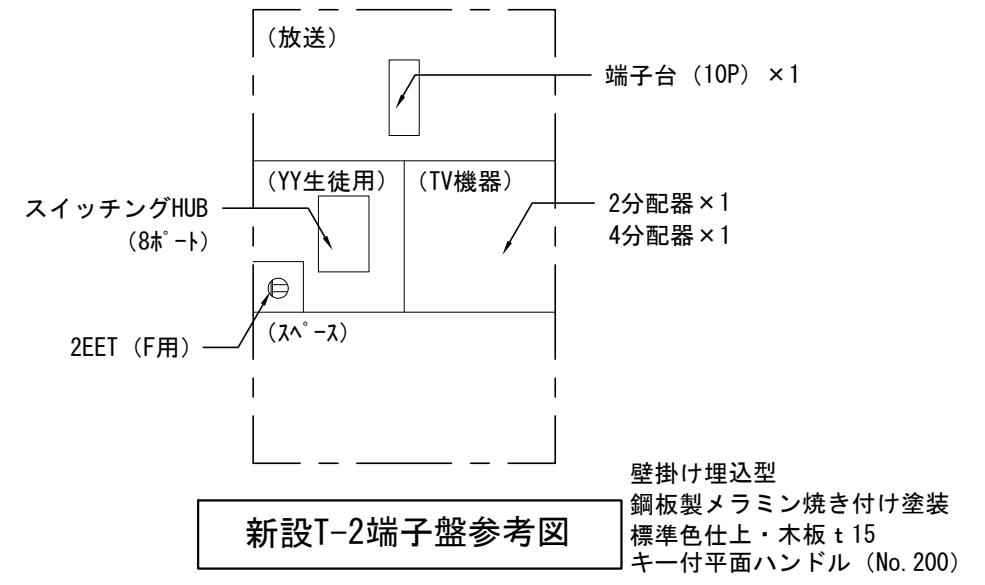 (放送)
端子台 (10P) ×1
(YY生徒用)
(TV機器)
スイッチングHUB
(8ﾎﾟｰﾄ)
2分配器×1
4分配器×1
2EET (F用)
(ｽﾍﾟｰｽ)
新設T-2端子盤参考図
壁掛け埋込型
鋼板製メラミン焼き付け塗装
標準色仕上・木板ｔ15
キー付平面ハンドル (No.200)